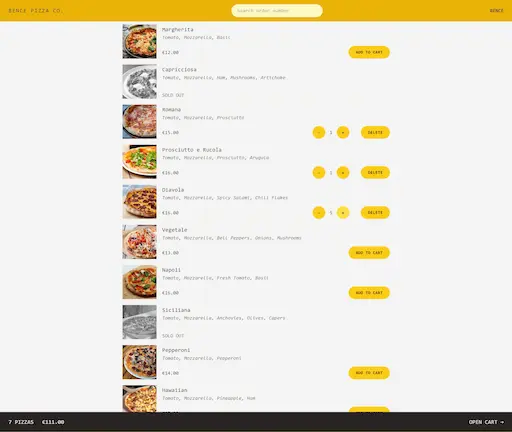 BENCE PIZZA CO.
Search order number
BENCE
Margherita
Tomato, Mozzarella, Basil
€12.00
ADD TO CART
Capricciosa
Tomato, Mozzarella, Ham, Mushrooms, Artichoke
SOLD OUT
Romana
Tomato, Mozzarella, Prosciutto
€15.00
- 1 +
DELETE
Prosciutto e Rucola
Tomato, Mozzarella, Prosciutto, Arugula
€16.00
- 1 +
DELETE
Diavola
Tomato, Mozzarella, Spicy Salami, Chili Flakes
€16.00
- 5 +
DELETE
Vegetale
Tomato, Mozzarella, Bell Peppers, Onions, Mushrooms
€13.00
ADD TO CART
Napoli
Tomato, Mozzarella, Fresh Tomato, Basil
€16.00
ADD TO CART
Siciliana
Tomato, Mozzarella, Anchovies, Olives, Capers
SOLD OUT
Pepperoni
Tomato, Mozzarella, Pepperoni
€14.00
ADD TO CART
Hawaiian
Tomato, Mozzarella, Pineapple, Ham
7 PIZZAS €111.00
OPEN CART →